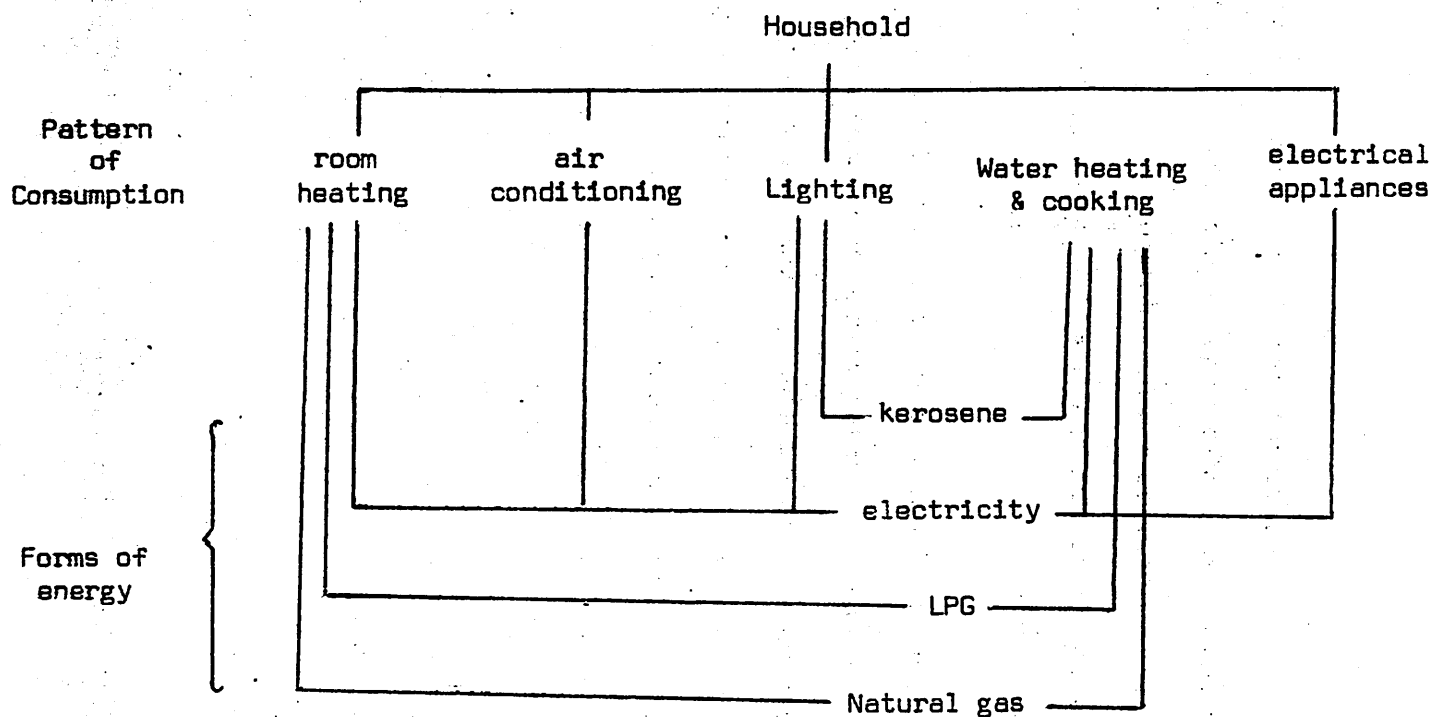 Household
Pattern
of
Consumption
room
heating
air
conditioning
Lighting
Water heating
& cooking
electrical
appliances
kerosene
electricity
Forms of
energy
LPG
Natural gas